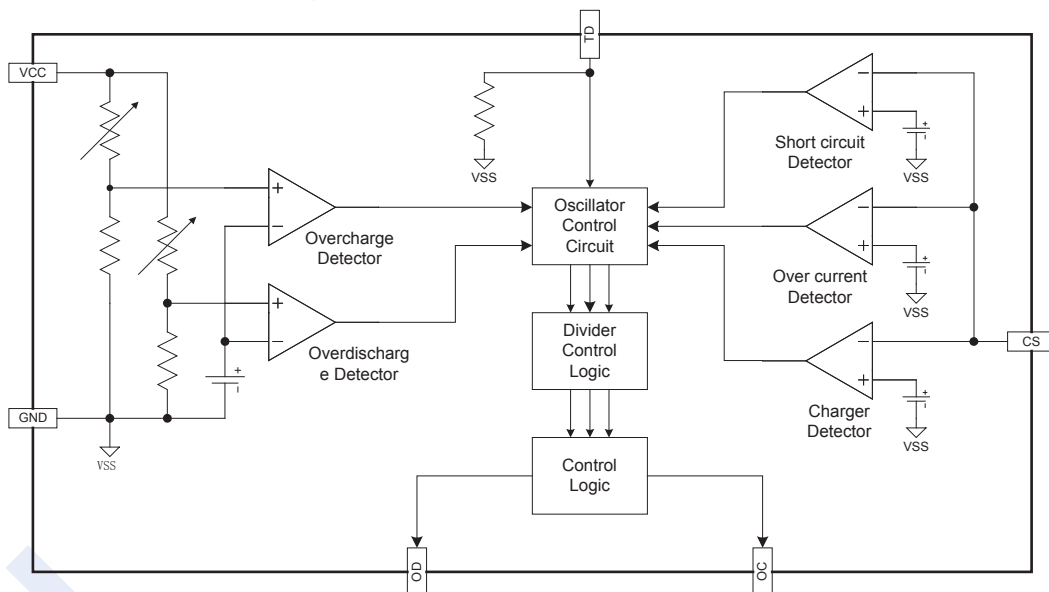 TD
VCC
+
−
Short circuit
Detector
+
-
VSS
VSS
+
−
Overcharge
Detector
Oscillator
Control
Circuit
−
+
Over current
Detector
+
-
VSS
+
−
Overdischarg
e Detector
+
-
Divider
Control
Logic
−
+
Charger
Detector
+
-
VSS
CS
GND
VSS
Control
Logic
OD
OC